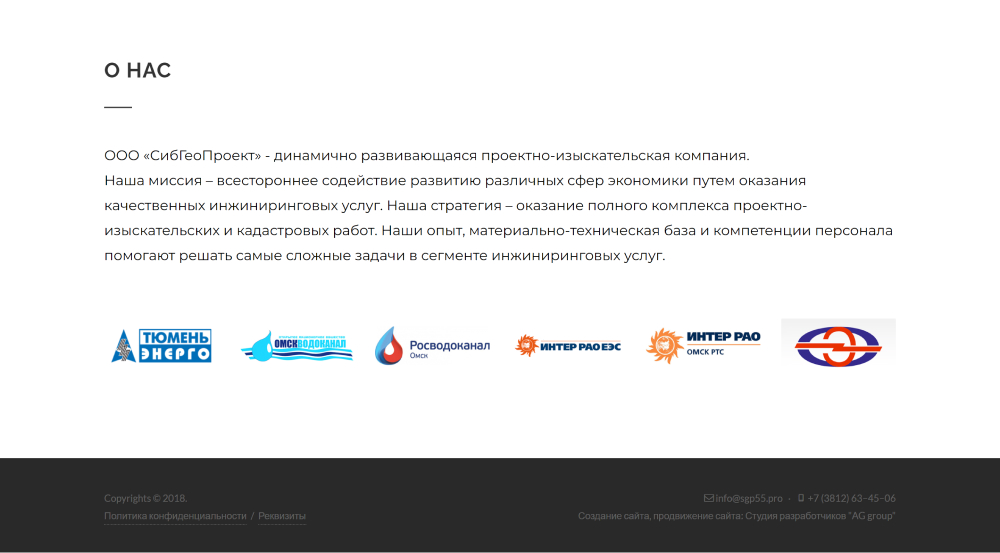 О НАС
ООО «СибГеоПроект» - динамично развивающаяся проектно-изыскательская компания.
Наша миссия – всестороннее содействие развитию различных сфер экономики путем оказания
качественных инжиниринговых услуг. Наша стратегия – оказание полного комплекса проектно-
изыскательских и кадастровых работ. Наши опыт, материально-техническая база и компетенции персонала
помогают решать самые сложные задачи в сегменте инжиниринговых услуг.
ТЮМЕНЬ
ЭНЕРГО
ОМСКВОДОКАНАЛ
Росводоканал
Омск
ИНТЕР РАО ЕЭС
ИНТЕР РАО
ОМСК РТС
Copyrights © 2018.
Политика конфиденциальности / Реквизиты
info@sgp55.pro · +7 (3812) 63-45-06
Создание сайта, продвижение сайта: Студия разработчиков "AG group"